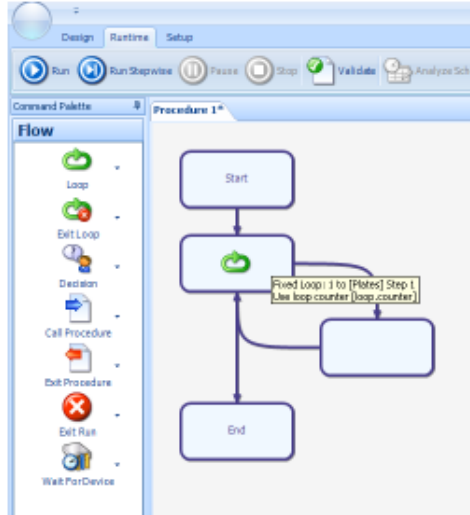 Design Runtime Setup
Run Run Stepwise Pause Stop Validate Analyze Sch
Command Palette
Procedure 1*
Flow
Loop
Exit Loop
Decision
Call Procedure
Exit Procedure
Exit Run
Wait For Device
Start
Fixed Loop: 1 to [Plates] Step 1
Use loop counter [loop.counter]
End